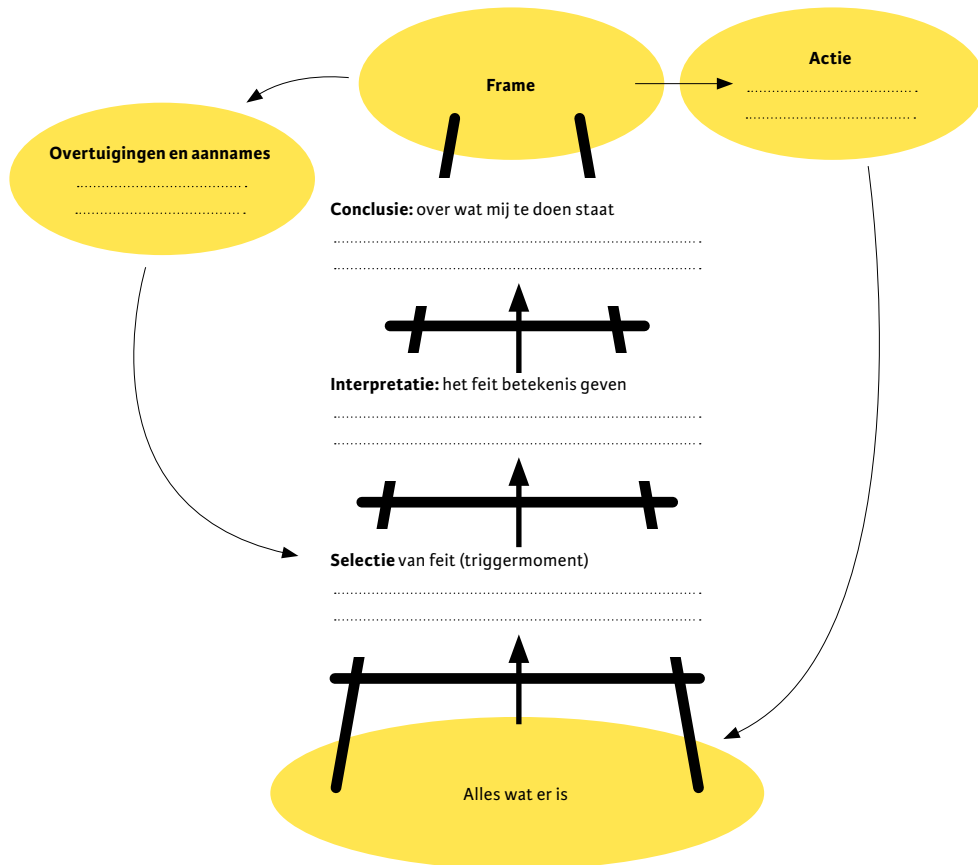 Frame
Actie
Overtuigingen en aannames
Conclusie: over wat mij te doen staat
Interpretatie: het feit betekenis geven
Selectie van feit (triggermoment)
Alles wat er is